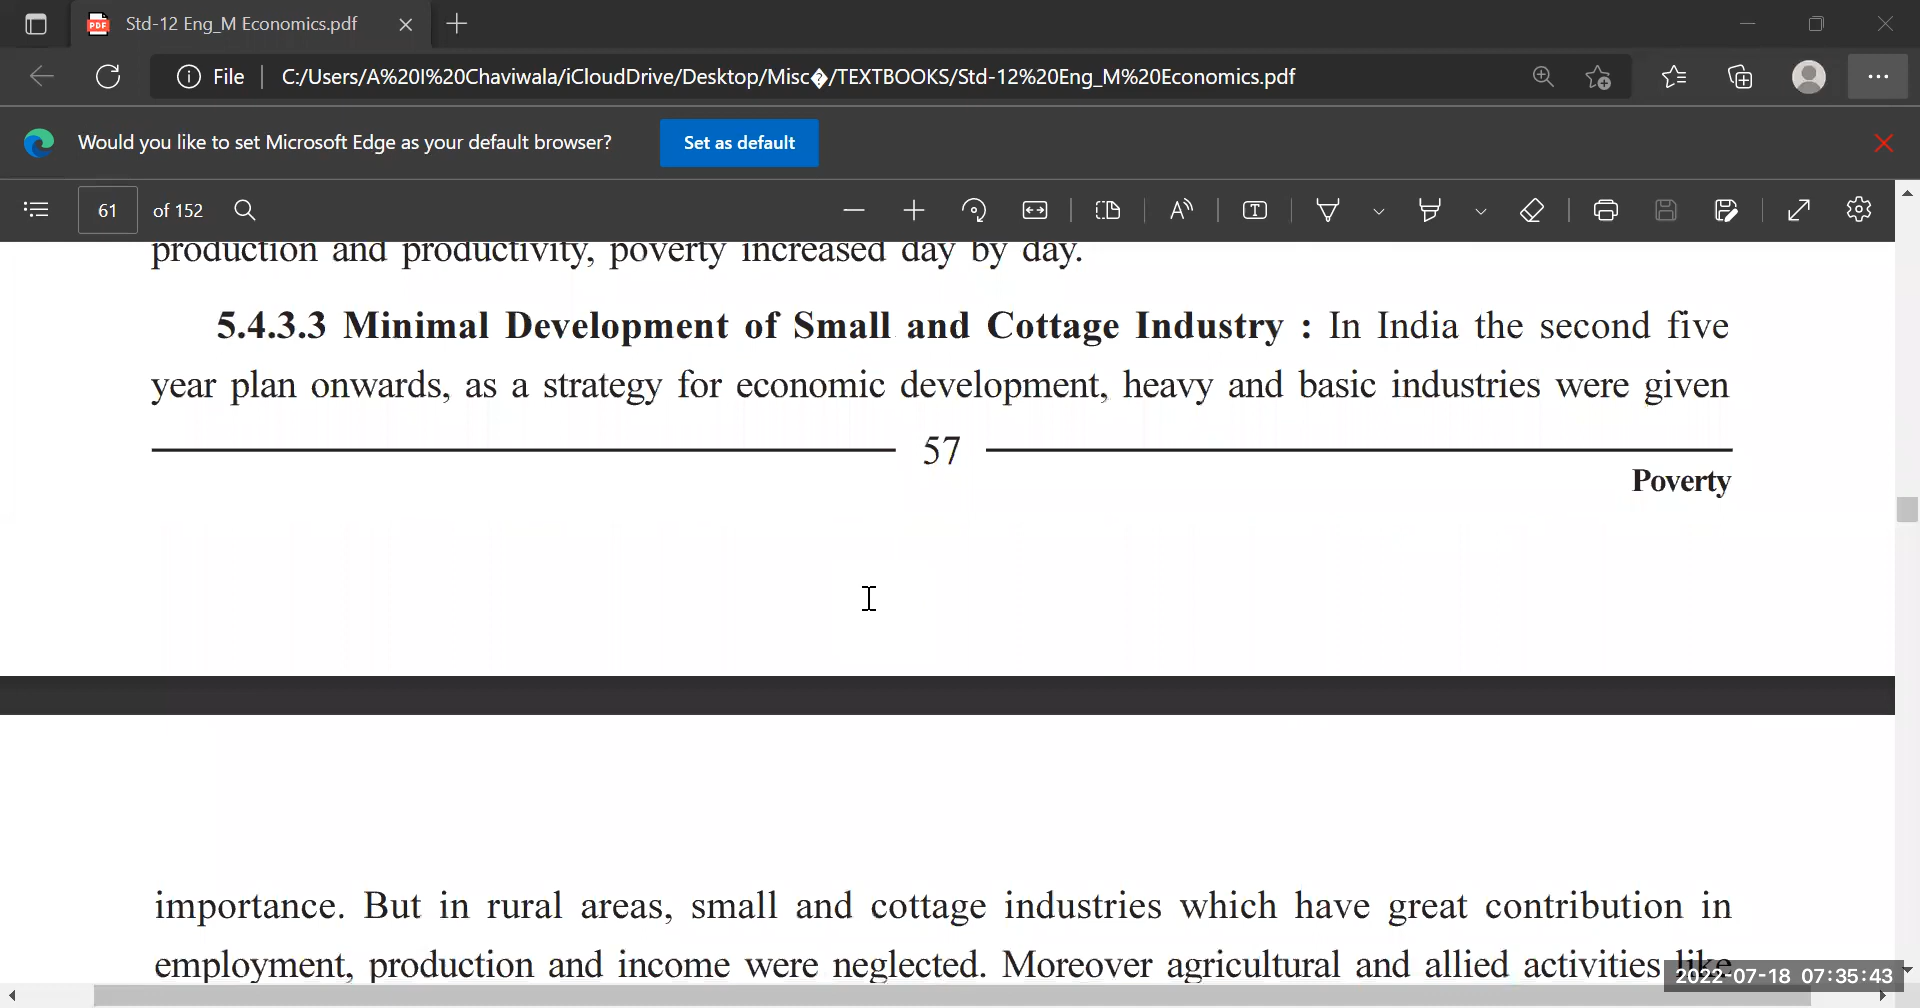 Std-12 Eng_M Economics.pdf
File C:/Users/A%20I%20Chaviwala/iCloudDrive/Desktop/Misc�/TEXTBOOKS/Std-12%20Eng_M%20Economics.pdf
Would you like to set Microsoft Edge as your default browser? Set as default
61 of 152
production and productivity, poverty increased day by day.
5.4.3.3 Minimal Development of Small and Cottage Industry : In India the second five
year plan onwards, as a strategy for economic development, heavy and basic industries were given
57
Poverty
importance. But in rural areas, small and cottage industries which have great contribution in
employment, production and income were neglected. Moreover agricultural and allied activities like
2022-07-18 07:35:43